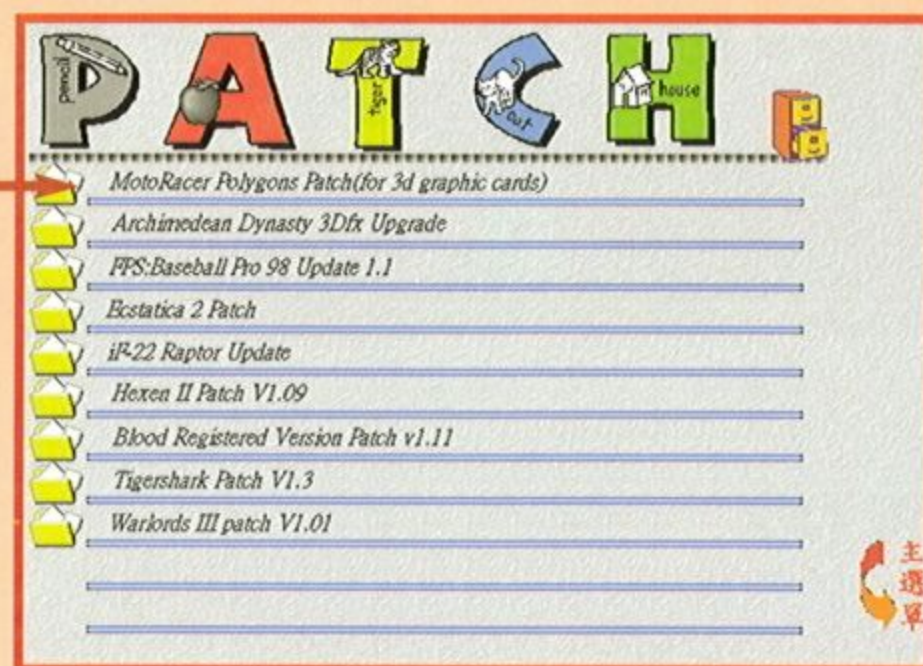 PATCH
pencil
tiger
cat
house
MotoRacer Polygons Patch(for 3d graphic cards)
Archimedean Dynasty 3Dfx Upgrade
FPS:Baseball Pro 98 Update 1.1
Ecstatica 2 Patch
iF-22 Raptor Update
Hexen II Patch V1.09
Blood Registered Version Patch v1.11
Tigershark Patch V1.3
Warlords III patch V1.01
主選單